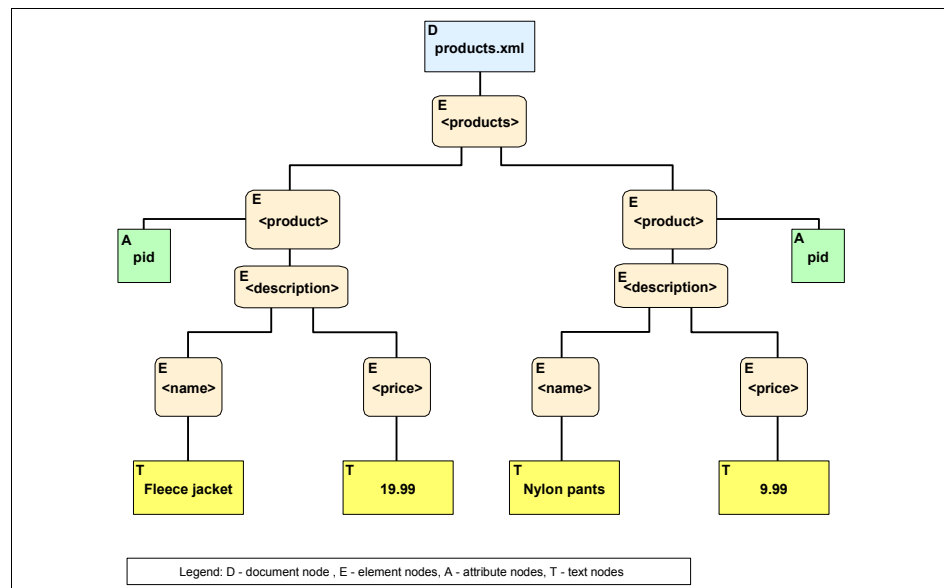 D
products.xml
E
<products>
E
<product>
E
<product>
A
pid
A
pid
E
<description>
E
<description>
E
<name>
E
<price>
E
<name>
E
<price>
T
Fleece jacket
T
19.99
T
Nylon pants
T
9.99
Legend: D - document node , E - element nodes, A - attribute nodes, T - text nodes